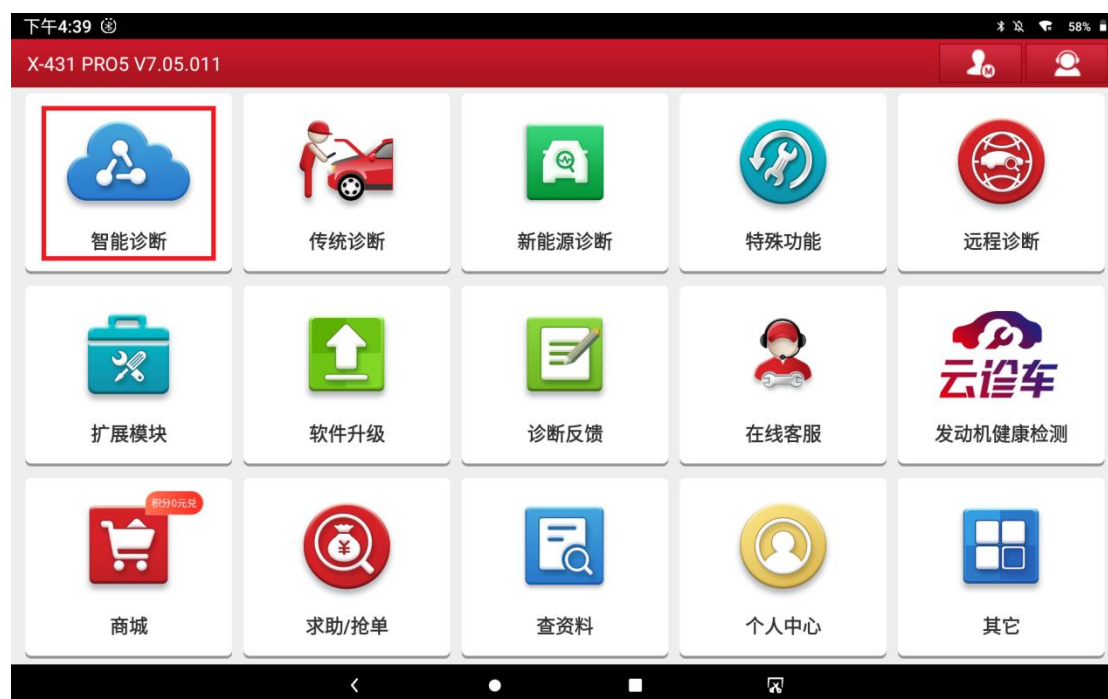 下午4:39
58%
X-431 PRO5 V7.05.011
M
智能诊断
传统诊断
新能源诊断
特殊功能
远程诊断
云诊车
扩展模块
软件升级
诊断反馈
在线客服
发动机健康检测
积分0元兑
¥
商城
求助/抢单
查资料
个人中心
其它